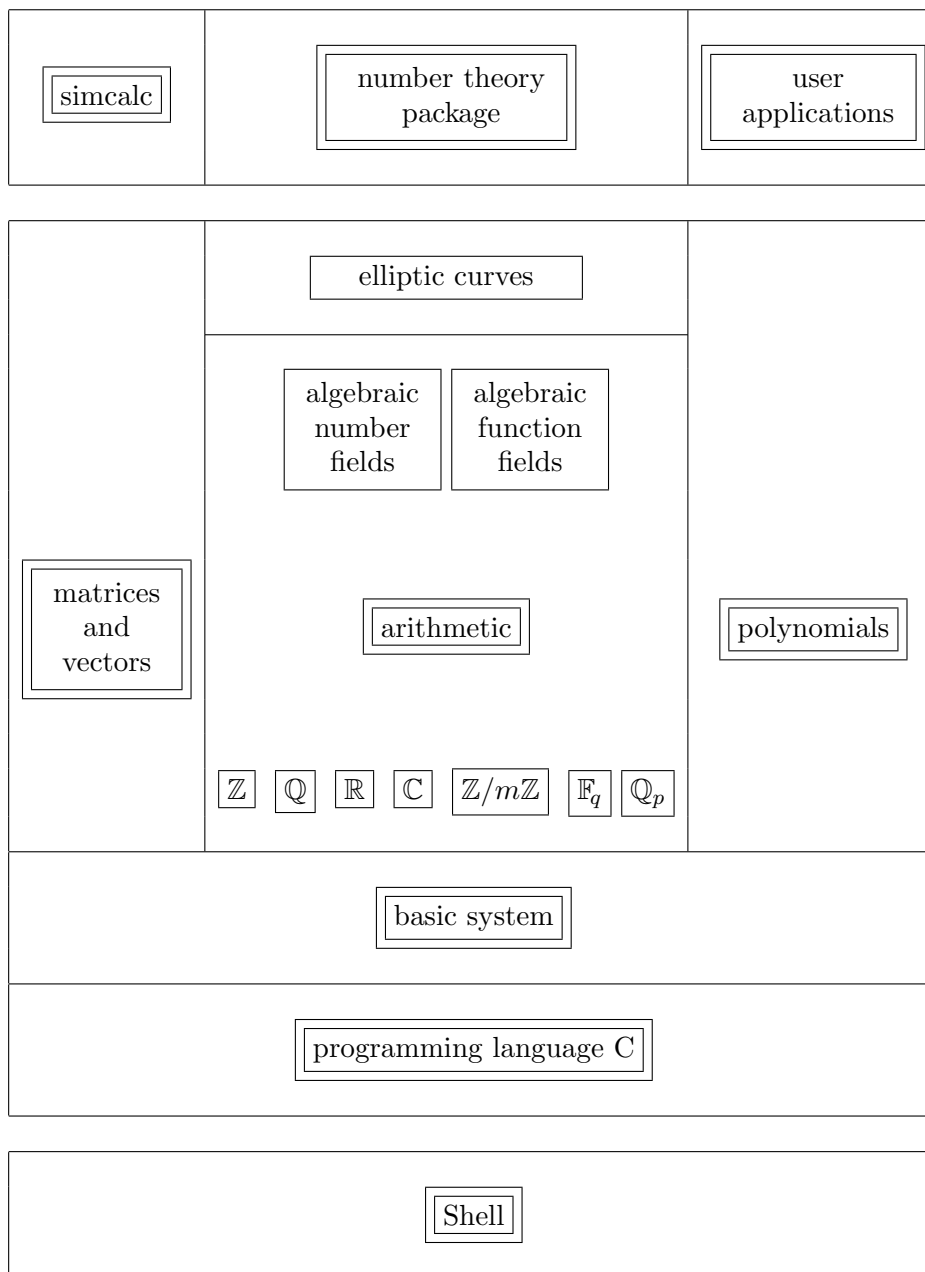 simcalc
number theory
package
user
applications
elliptic curves
algebraic
number
fields
algebraic
function
fields
matrices
and
vectors
arithmetic
polynomials
ℤ ℚ ℝ ℂ ℤ/mℤ 𝔽q ℚp
basic system
programming language C
Shell